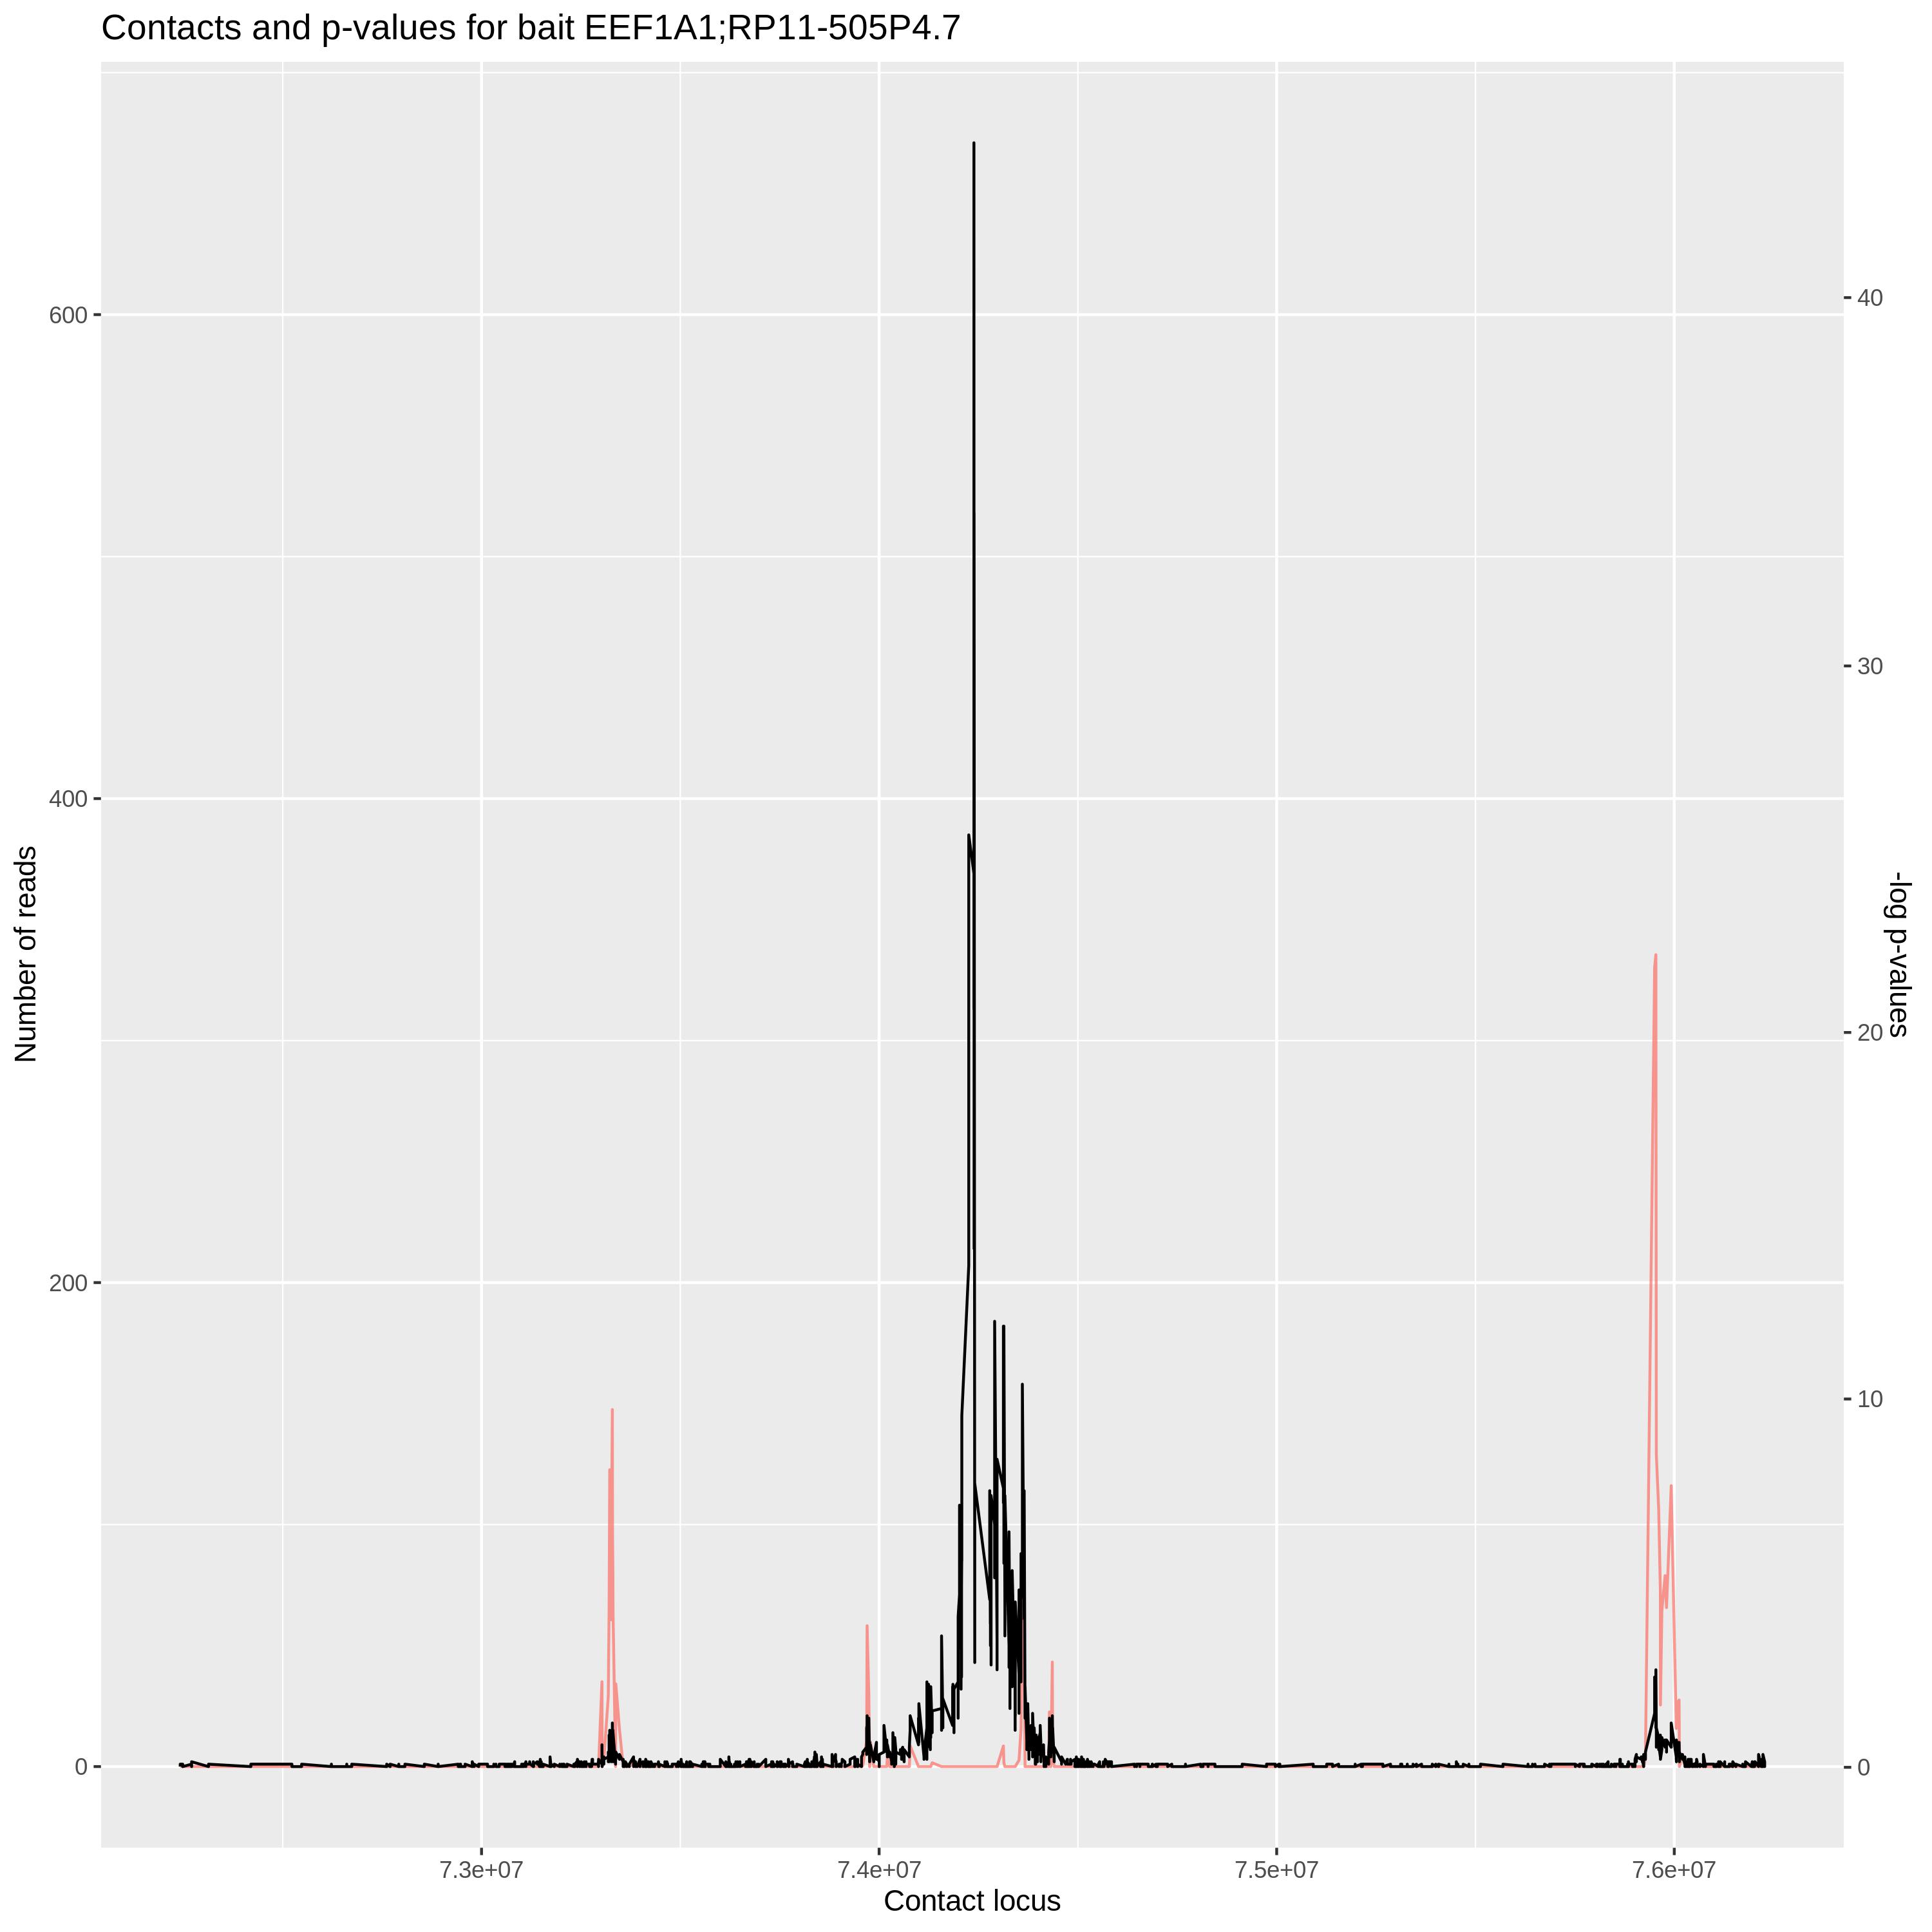 Contacts and p-values for bait EEF1A1;RP11-505P4.7
Number of reads
600
400
200
0
40
30
20
10
0
-log p-values
7.3e+07
7.4e+07
7.5e+07
7.6e+07
Contact locus